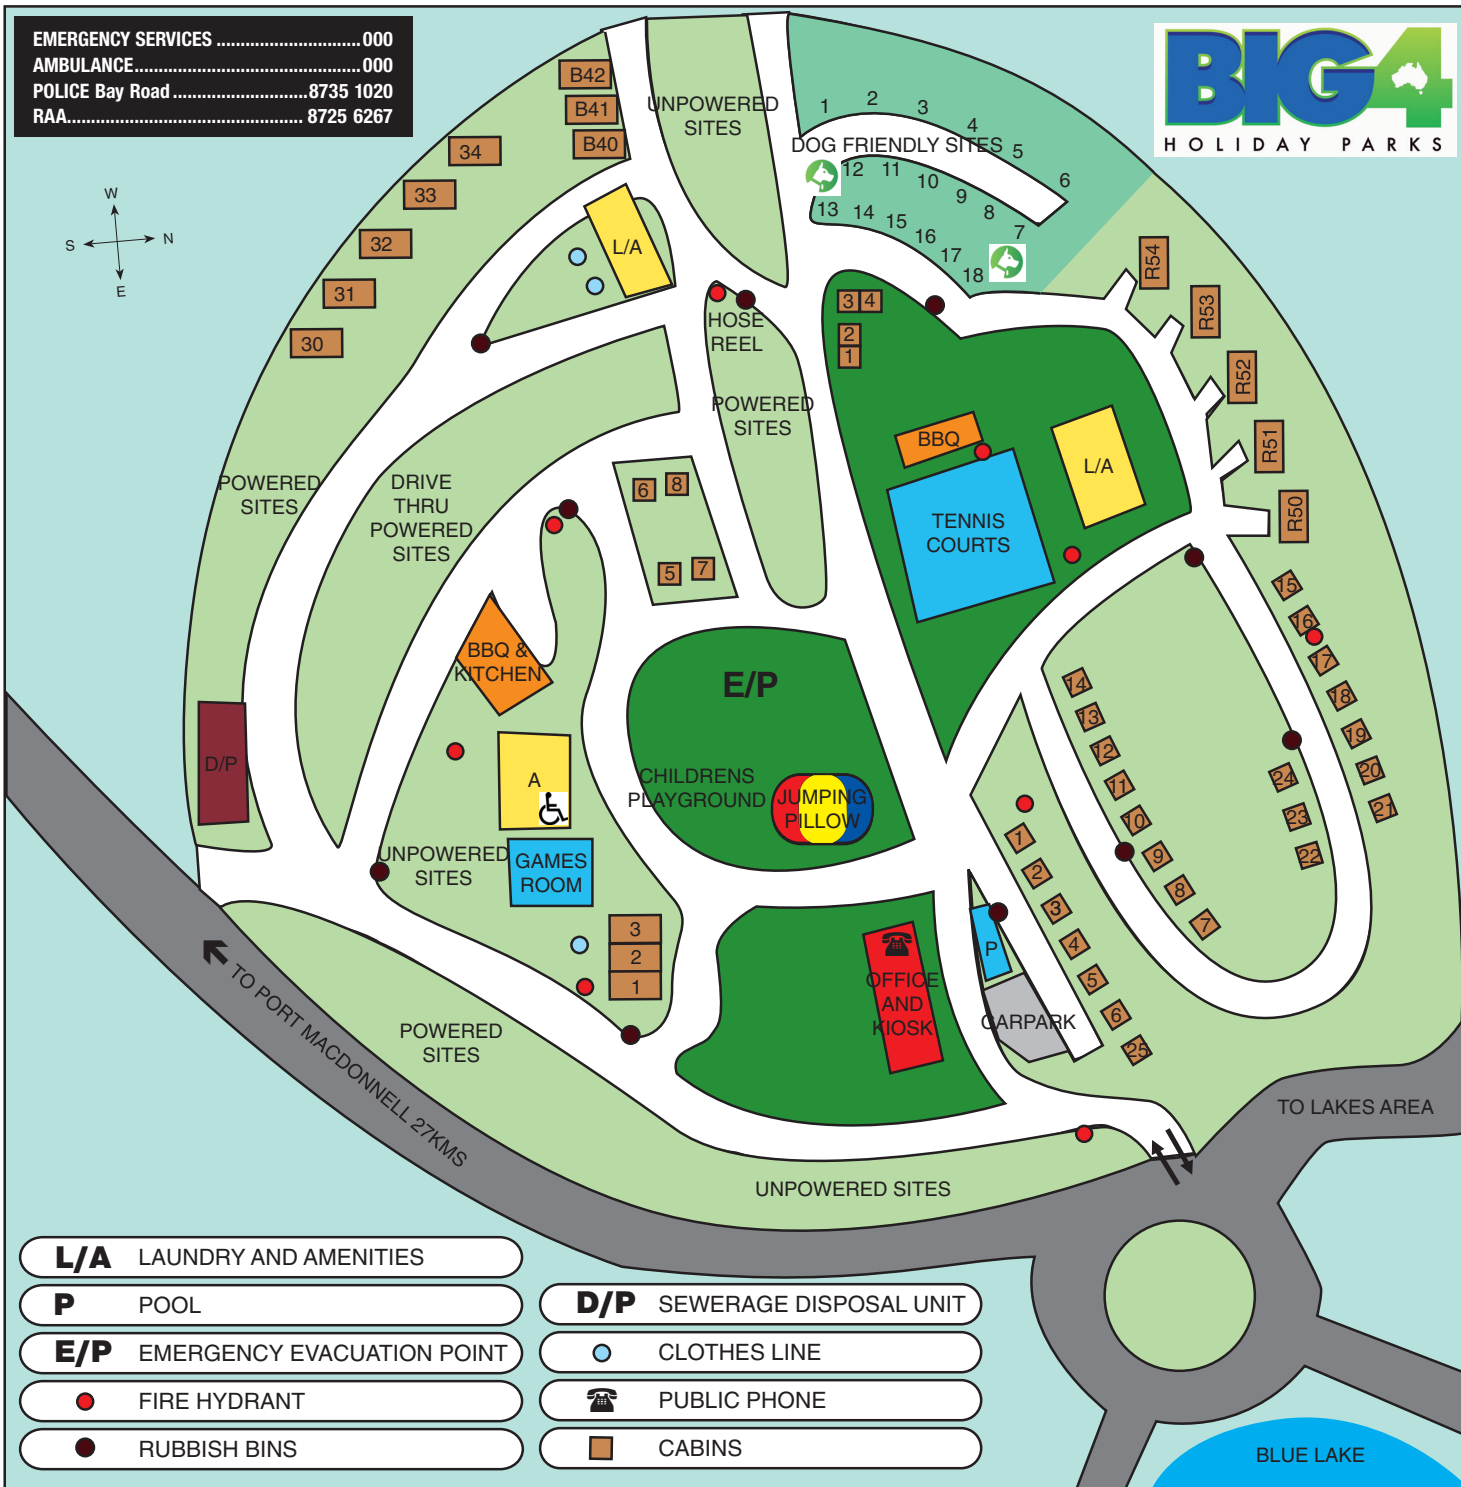 EMERGENCY SERVICES ..............................000
AMBULANCE...............................................000
POLICE Bay Road ............................8735 1020
RAA................................................. 8725 6267
BIG4
HOLIDAY PARKS
W
S
N
E
B42
B41
B40
34
33
32
31
30
UNPOWERED
SITES
1
2
3
4
5
6
DOG FRIENDLY SITES
12
11
10
9
8
7
13
14
15
16
17
18
L/A
HOSE
REEL
3
4
2
1
R54
R53
R52
R51
R50
POWERED
SITES
POWERED
SITES
DRIVE
THRU
POWERED
SITES
6
8
5
7
BBQ
L/A
TENNIS
COURTS
BBQ &
KITCHEN
E/P
D/P
A
CHILDRENS
PLAYGROUND
JUMPING
PILLOW
UNPOWERED
SITES
GAMES
ROOM
3
2
1
15
16
17
18
19
20
21
14
13
12
11
10
9
8
7
24
23
22
1
2
3
4
5
6
25
P
OFFICE
AND
KIOSK
CARPARK
POWERED
SITES
TO PORT MACDONNELL 27KMS
UNPOWERED SITES
TO LAKES AREA
L/A LAUNDRY AND AMENITIES
P POOL
E/P EMERGENCY EVACUATION POINT
FIRE HYDRANT
RUBBISH BINS
D/P SEWERAGE DISPOSAL UNIT
CLOTHES LINE
PUBLIC PHONE
CABINS
BLUE LAKE